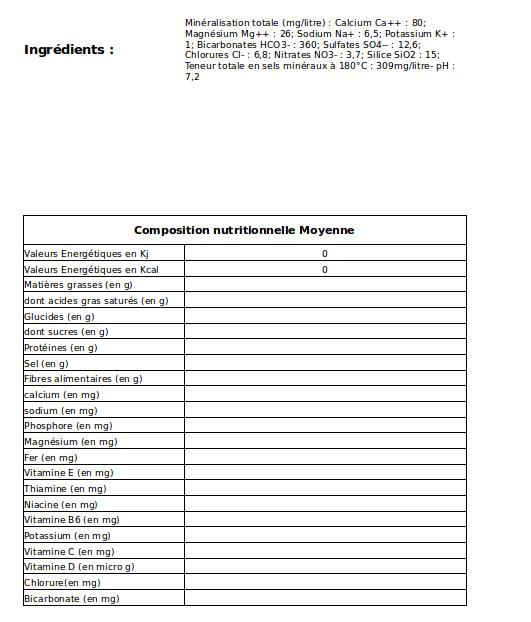 Ingrédients :
Minéralisation totale (mg/litre) : Calcium Ca++ : 80;
Magnésium Mg++ : 26; Sodium Na+ : 6,5; Potassium K+ :
1; Bicarbonates HCO3- : 360; Sulfates SO4-- : 12,6;
Chlorures Cl- : 6,8; Nitrates NO3- : 3,7; Silice SiO2 : 15;
Teneur totale en sels minéraux à 180°C : 309mg/litre- pH :
7,2
Composition nutritionnelle Moyenne
Valeurs Energétiques en Kj 0
Valeurs Energétiques en Kcal 0
Matières grasses (en g)
dont acides gras saturés (en g)
Glucides (en g)
dont sucres (en g)
Protéines (en g)
Sel (en g)
Fibres alimentaires (en g)
calcium (en mg)
sodium (en mg)
Phosphore (en mg)
Magnésium (en mg)
Fer (en mg)
Vitamine E (en mg)
Thiamine (en mg)
Niacine (en mg)
Vitamine B6 (en mg)
Potassium (en mg)
Vitamine C (en mg)
Vitamine D (en micro g)
Chlorure(en mg)
Bicarbonate (en mg)